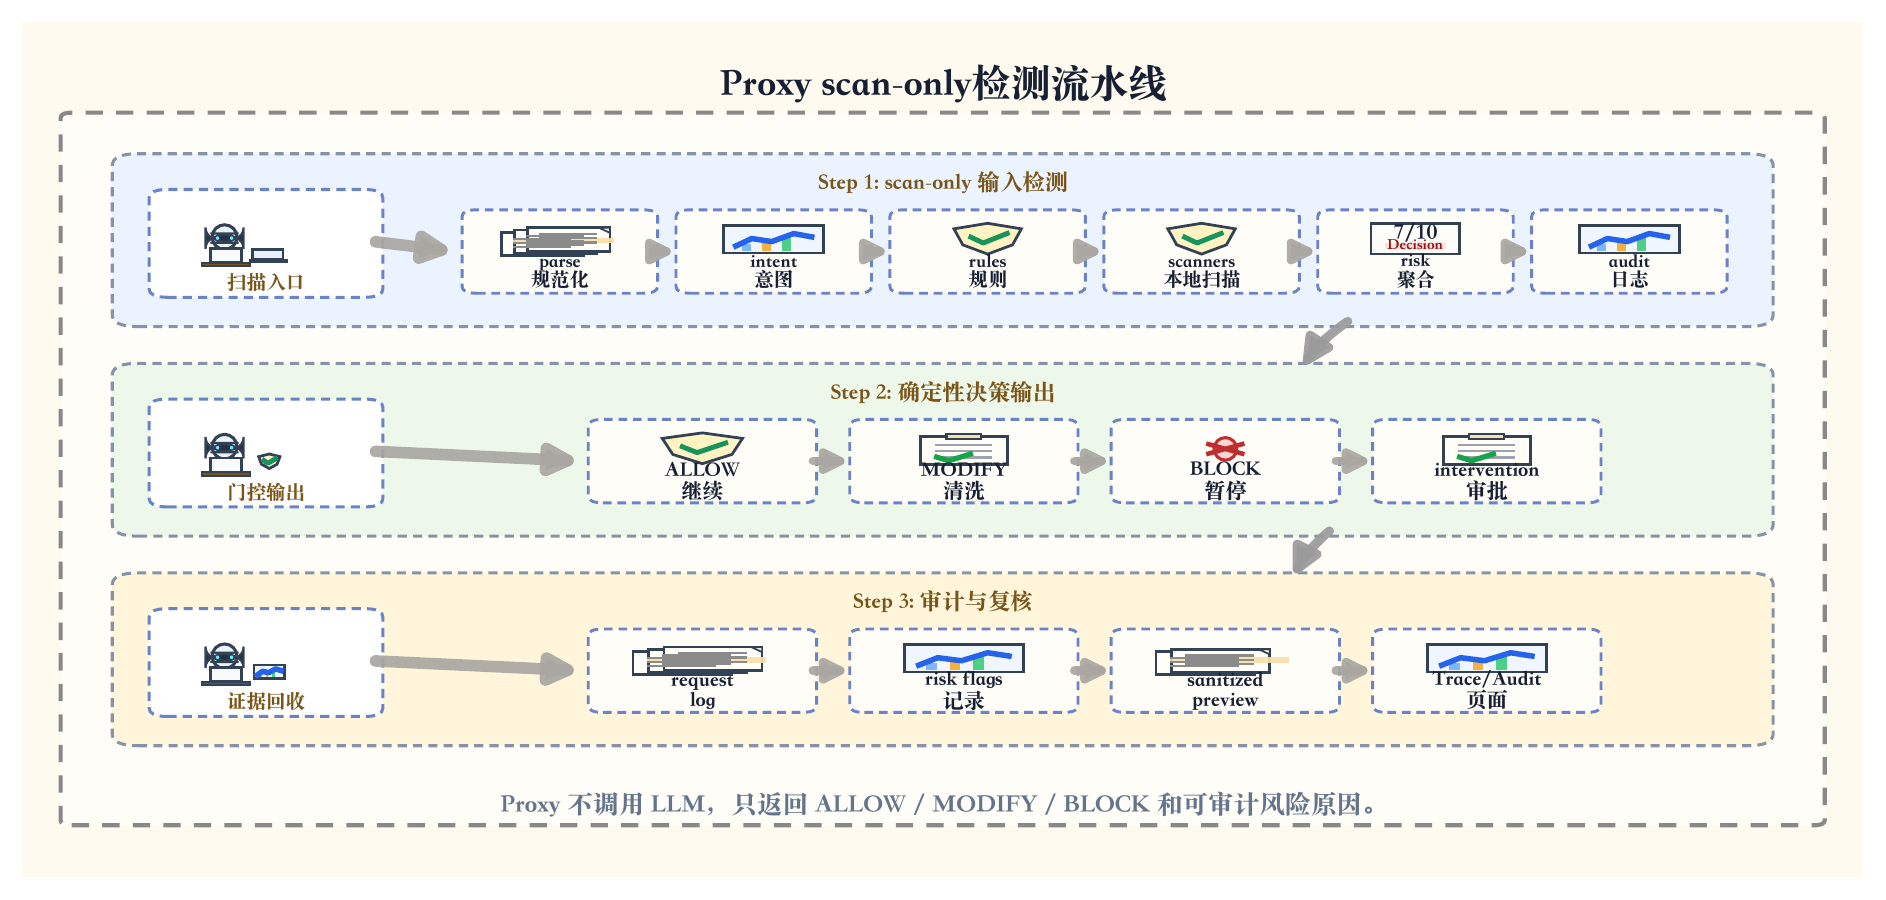 Proxy scan-only检测流水线
Step 1: scan-only 输入检测
扫描入口
parse
规范化
intent
意图
rules
规则
scanners
本地扫描
7/10
Decision
risk
聚合
audit
日志
Step 2: 确定性决策输出
门控输出
ALLOW
继续
MODIFY
清洗
BLOCK
暂停
intervention
审批
Step 3: 审计与复核
证据回收
request
log
risk flags
记录
sanitized
preview
Trace/Audit
页面
Proxy 不调用 LLM，只返回 ALLOW / MODIFY / BLOCK 和可审计风险原因。